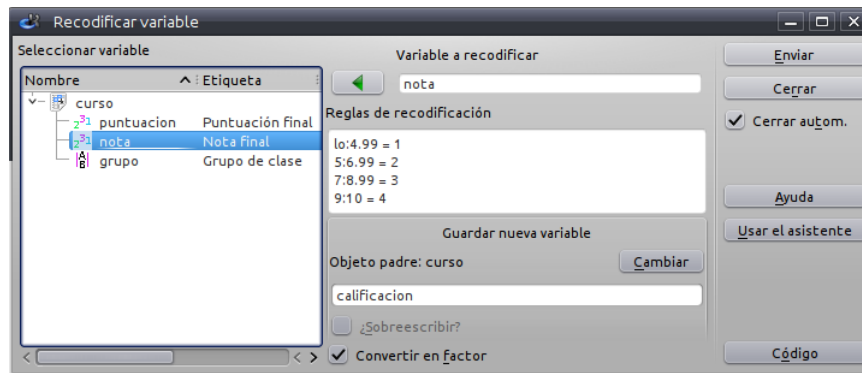 Recodificar variable
Seleccionar variable
Nombre Etiqueta
curso
puntuacion Puntuación final
nota Nota final
grupo Grupo de clase
Variable a recodificar
nota
Reglas de recodificación
lo:4.99 = 1
5:6.99 = 2
7:8.99 = 3
9:10 = 4
Guardar nueva variable
Objeto padre: curso Cambiar
calificacion
¿Sobreescribir?
Convertir en factor
Enviar
Cerrar
Cerrar autom.
Ayuda
Usar el asistente
Código